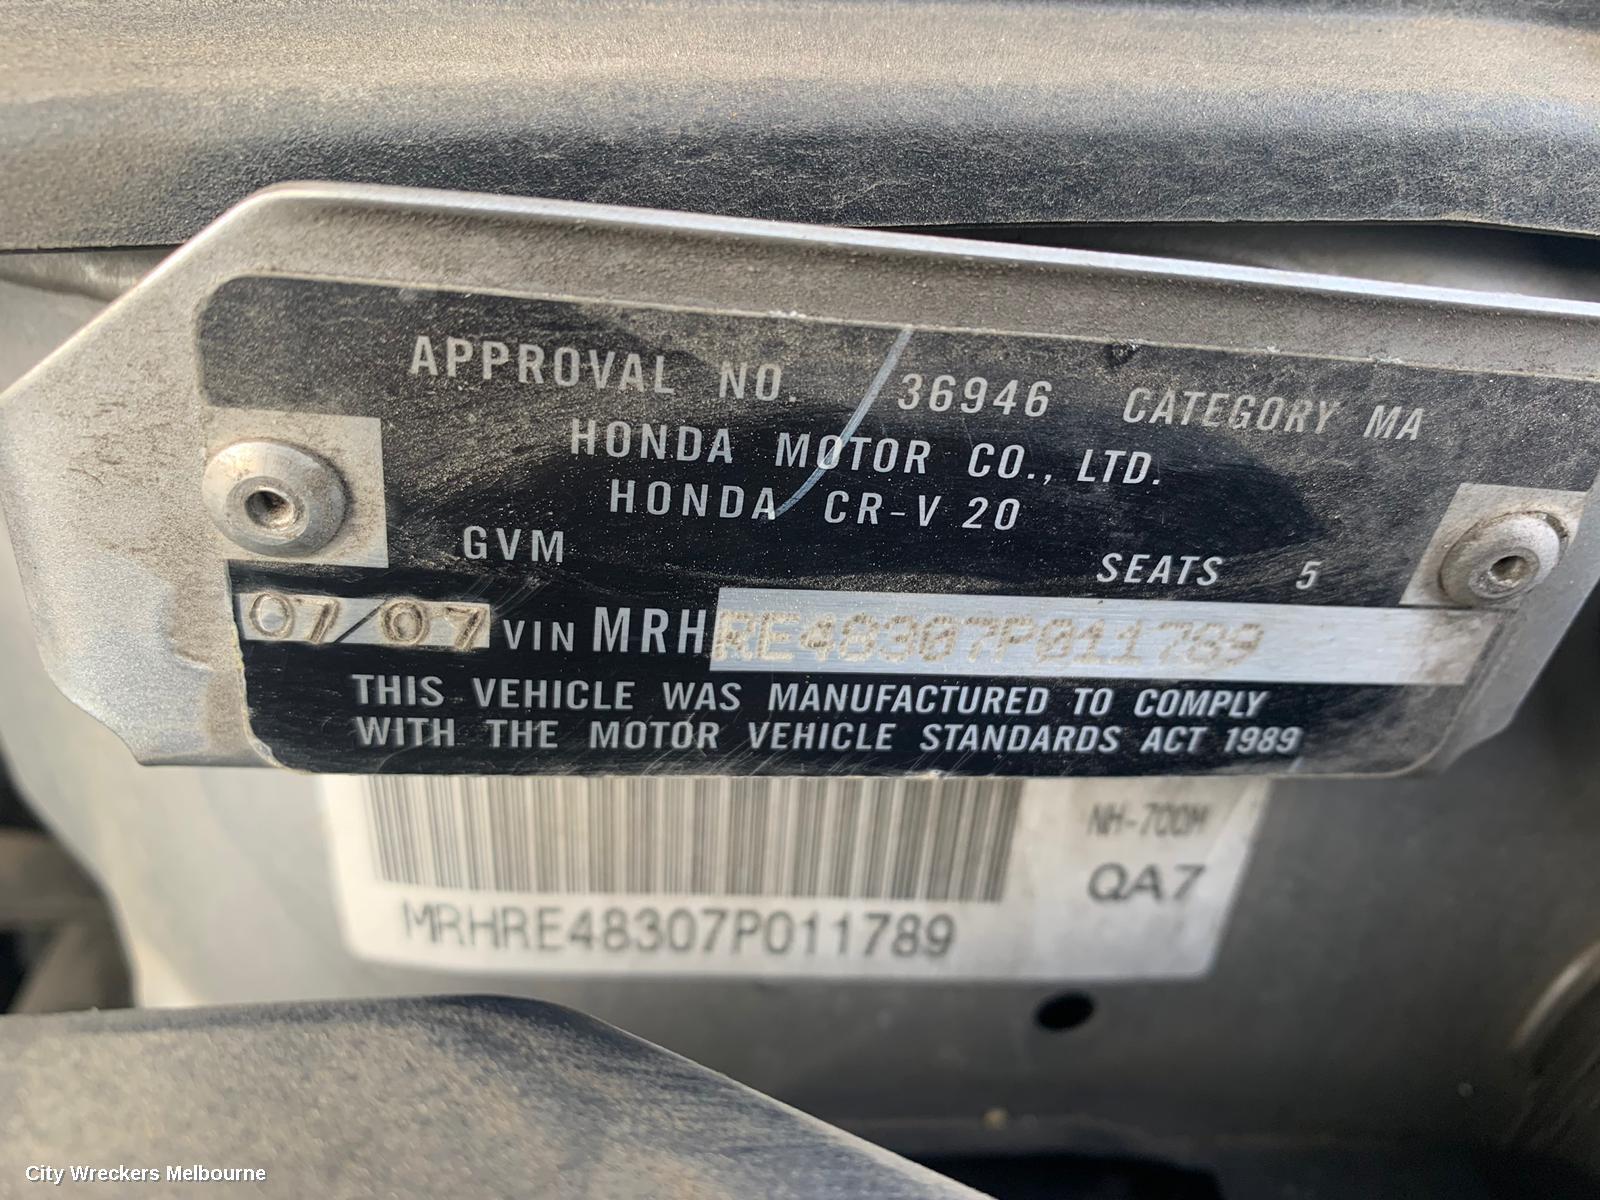 APPROVAL NO. 36946 CATEGORY MA
HONDA MOTOR CO., LTD.
HONDA CR-V 20
GVM SEATS 5
07/07 VIN MRHRE48307P011789
THIS VEHICLE WAS MANUFACTURED TO COMPLY
WITH THE MOTOR VEHICLE STANDARDS ACT 1989
NH-700M
QA7
MRHRE48307P011789
City Wreckers Melbourne